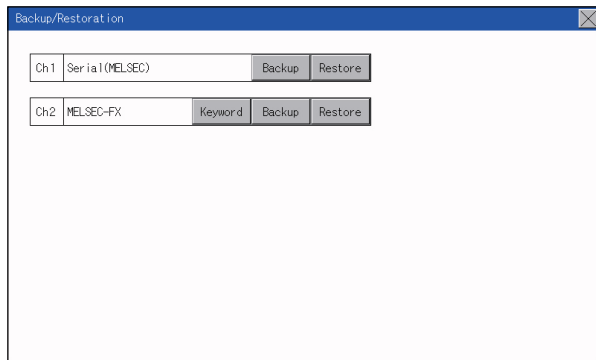 Backup/Restoration
Ch1 Serial(MELSEC) Backup Restore
Ch2 MELSEC-FX Keyword Backup Restore